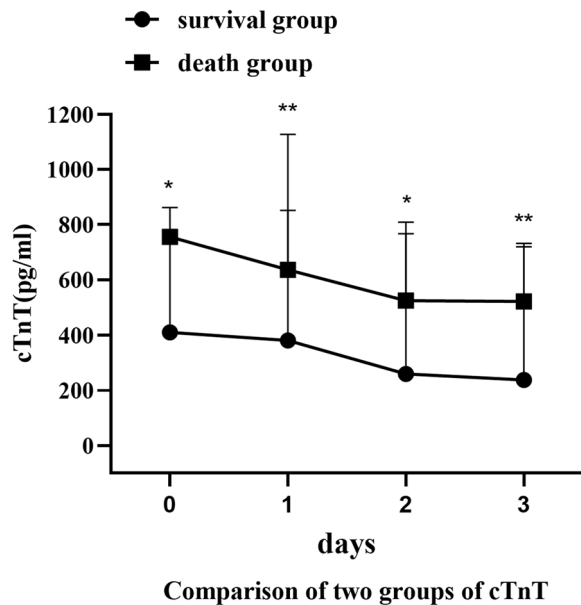 survival group
death group
1200
1000
800
600
400
200
0
cTnT(pg/ml)
*
**
*
**
0 1 2 3
days
Comparison of two groups of cTnT